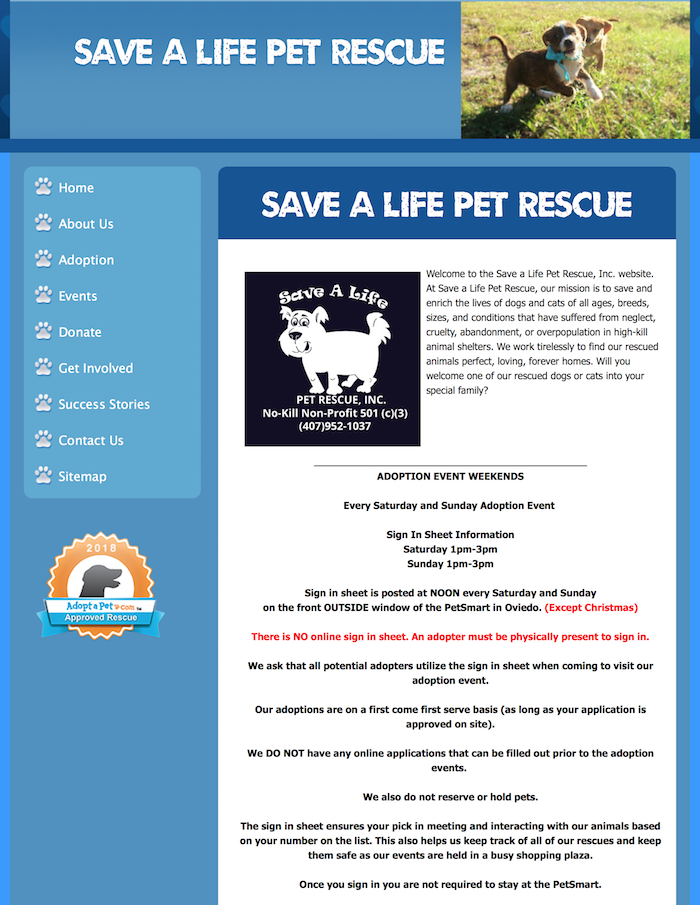 SAVE A LIFE PET RESCUE
Home
About Us
Adoption
Events
Donate
Get Involved
Success Stories
Contact Us
Sitemap
2018
Adopt a Pet.com™
Approved Rescue
SAVE A LIFE PET RESCUE
Save A Life
PET RESCUE, INC.
No-Kill Non-Profit 501 (c)(3)
(407)952-1037
Welcome to the Save a Life Pet Rescue, Inc. website.
At Save a Life Pet Rescue, our mission is to save and
enrich the lives of dogs and cats of all ages, breeds,
sizes, and conditions that have suffered from neglect,
cruelty, abandonment, or overpopulation in high-kill
animal shelters. We work tirelessly to find our rescued
animals perfect, loving, forever homes. Will you
welcome one of our rescued dogs or cats into your
special family?
ADOPTION EVENT WEEKENDS
Every Saturday and Sunday Adoption Event
Sign In Sheet Information
Saturday 1pm-3pm
Sunday 1pm-3pm
Sign in sheet is posted at NOON every Saturday and Sunday
on the front OUTSIDE window of the PetSmart in Oviedo. (Except Christmas)
There is NO online sign in sheet. An adopter must be physically present to sign in.
We ask that all potential adopters utilize the sign in sheet when coming to visit our
adoption event.
Our adoptions are on a first come first serve basis (as long as your application is
approved on site).
We DO NOT have any online applications that can be filled out prior to the adoption
events.
We also do not reserve or hold pets.
The sign in sheet ensures your pick in meeting and interacting with our animals based
on your number on the list. This also helps us keep track of all of our rescues and keep
them safe as our events are held in a busy shopping plaza.
Once you sign in you are not required to stay at the PetSmart.